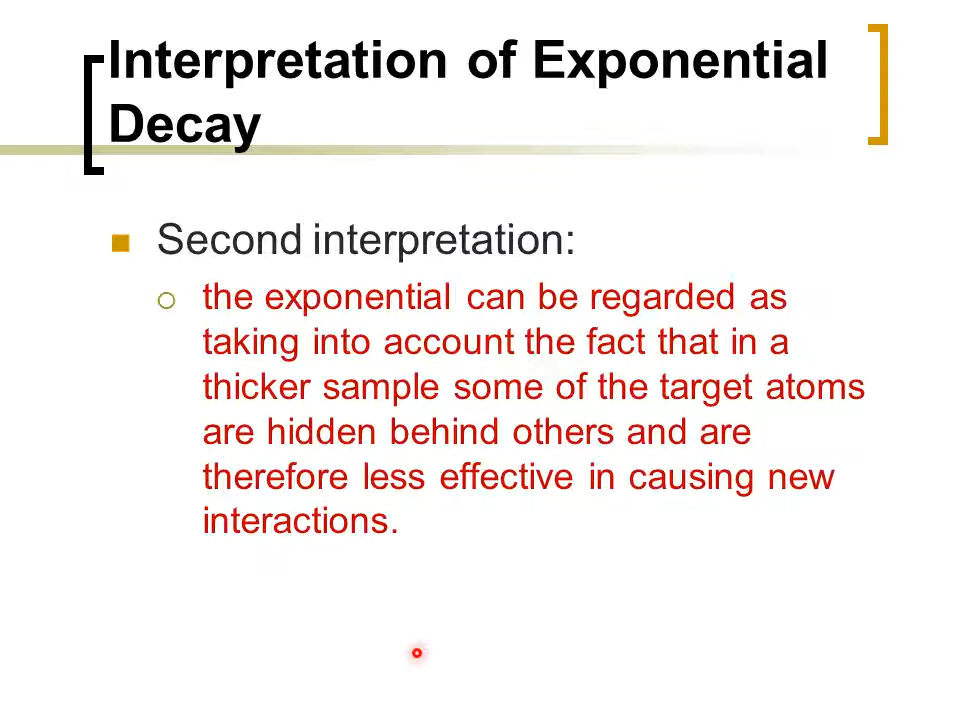 Interpretation of Exponential
Decay
Second interpretation:
the exponential can be regarded as
taking into account the fact that in a
thicker sample some of the target atoms
are hidden behind others and are
therefore less effective in causing new
interactions.